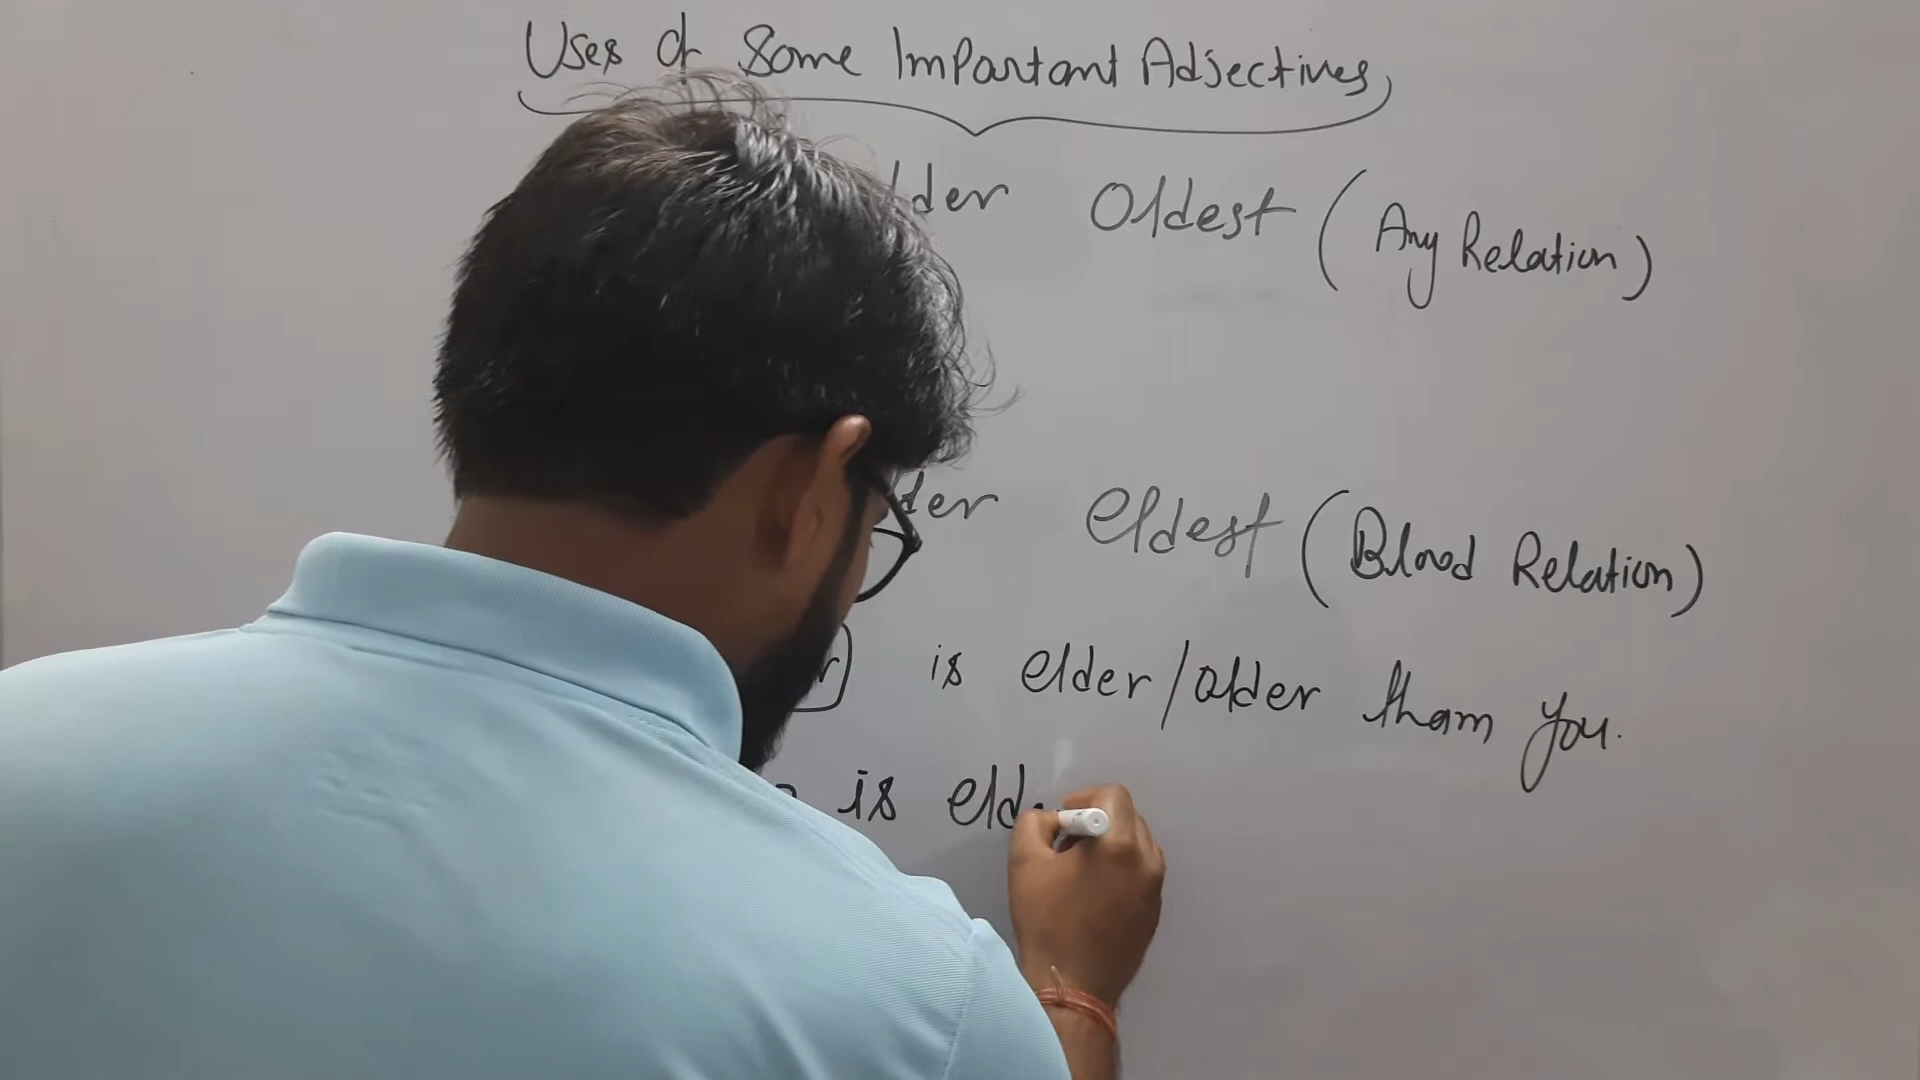 Uses of Some Important Adjectives
Oldest (Any Relation)
eldest (Blood Relation)
is elder/older than you.
is